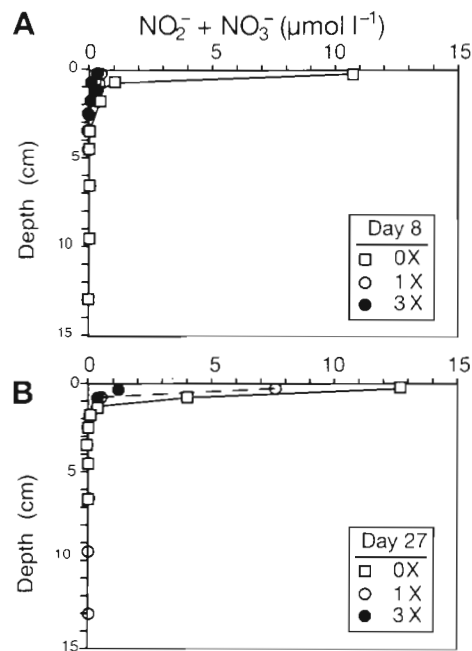 A
NO₂⁻ + NO₃⁻ (µmol l⁻¹)
0 5 10 15
0
5
10
15
Depth (cm)
Day 8
0X
1X
3X
B
0 5 10 15
0
5
10
15
Depth (cm)
Day 27
0X
1X
3X